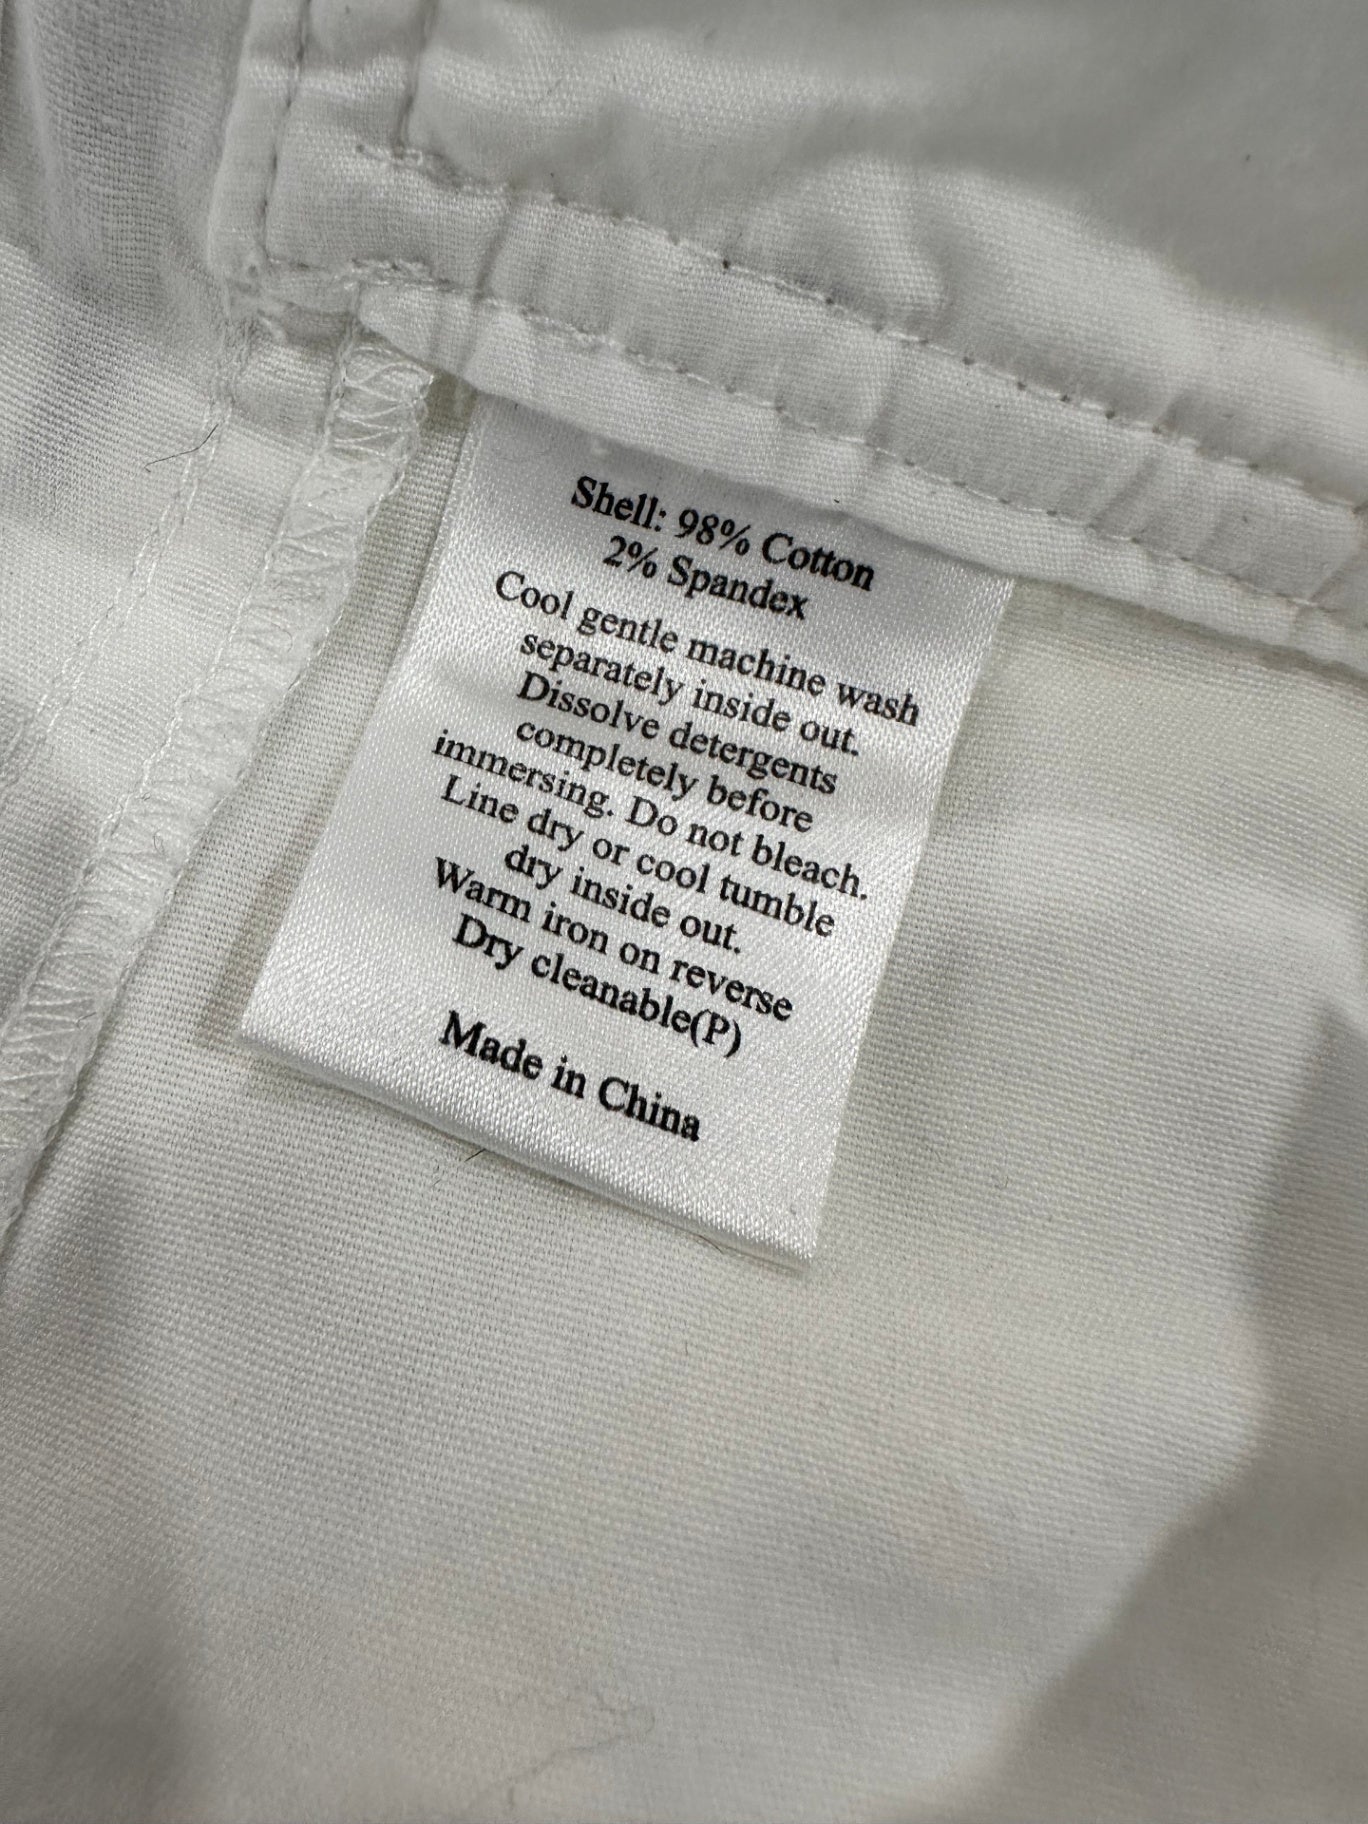 Shell: 98% Cotton
2% Spandex
Cool gentle machine wash
separately inside out.
Dissolve detergents
completely before
immersing. Do not bleach.
Line dry or cool tumble
dry inside out.
Warm iron on reverse
Dry cleanable(P)
Made in China